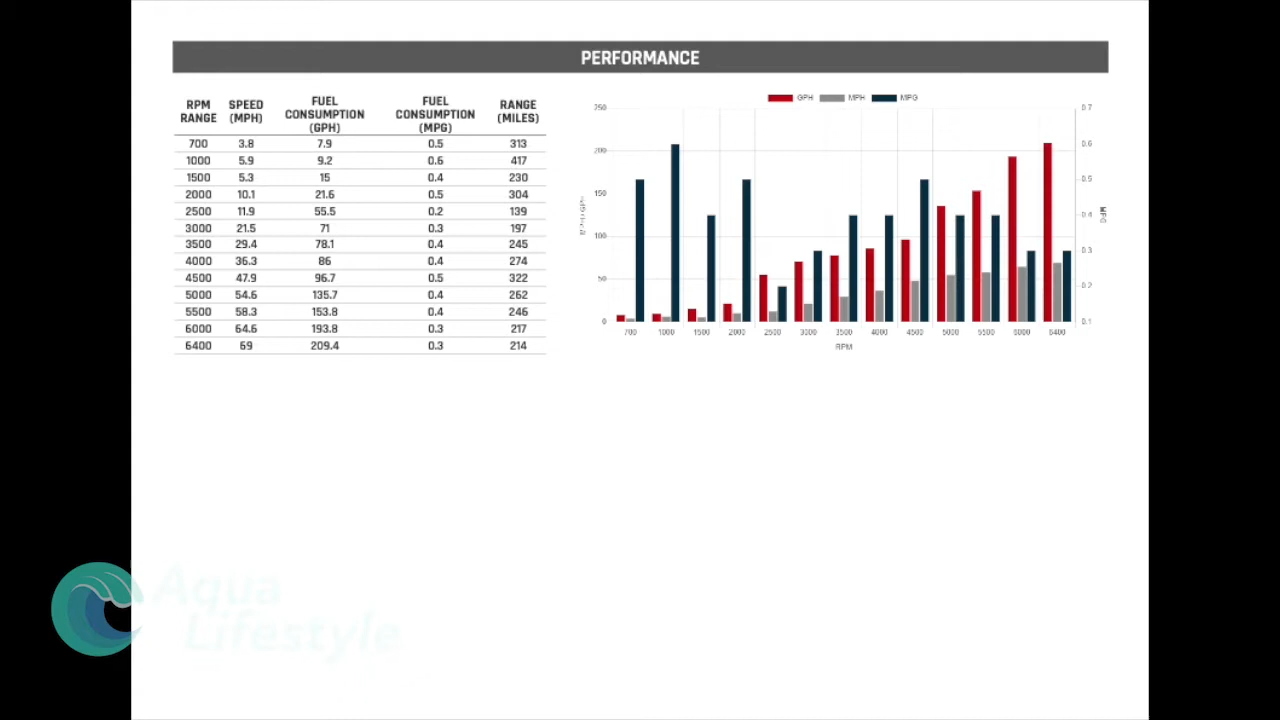 PERFORMANCE
RPM RANGE SPEED (MPH) FUEL CONSUMPTION (GPH) FUEL CONSUMPTION (MPG) RANGE (MILES)
700 3.8 7.9 0.5 313
1000 5.9 9.2 0.6 417
1500 5.3 15 0.4 230
2000 10.1 21.6 0.5 304
2500 11.9 55.5 0.2 139
3000 21.5 71 0.3 197
3500 29.4 78.1 0.4 245
4000 36.3 86 0.4 274
4500 47.9 96.7 0.5 322
5000 54.6 135.7 0.4 262
5500 58.3 153.8 0.4 246
6000 64.6 193.8 0.3 217
6400 69 209.4 0.3 214
GPH MPH MPG
250 0.7
200 0.6
0.5
150
0.4
100
0.3
50
0.2
0 0.1
MPG
700 1000 1500 2000 2500 3000 3500 4000 4500 5000 5500 6000 6400
RPM
Aqua
Lifestyle